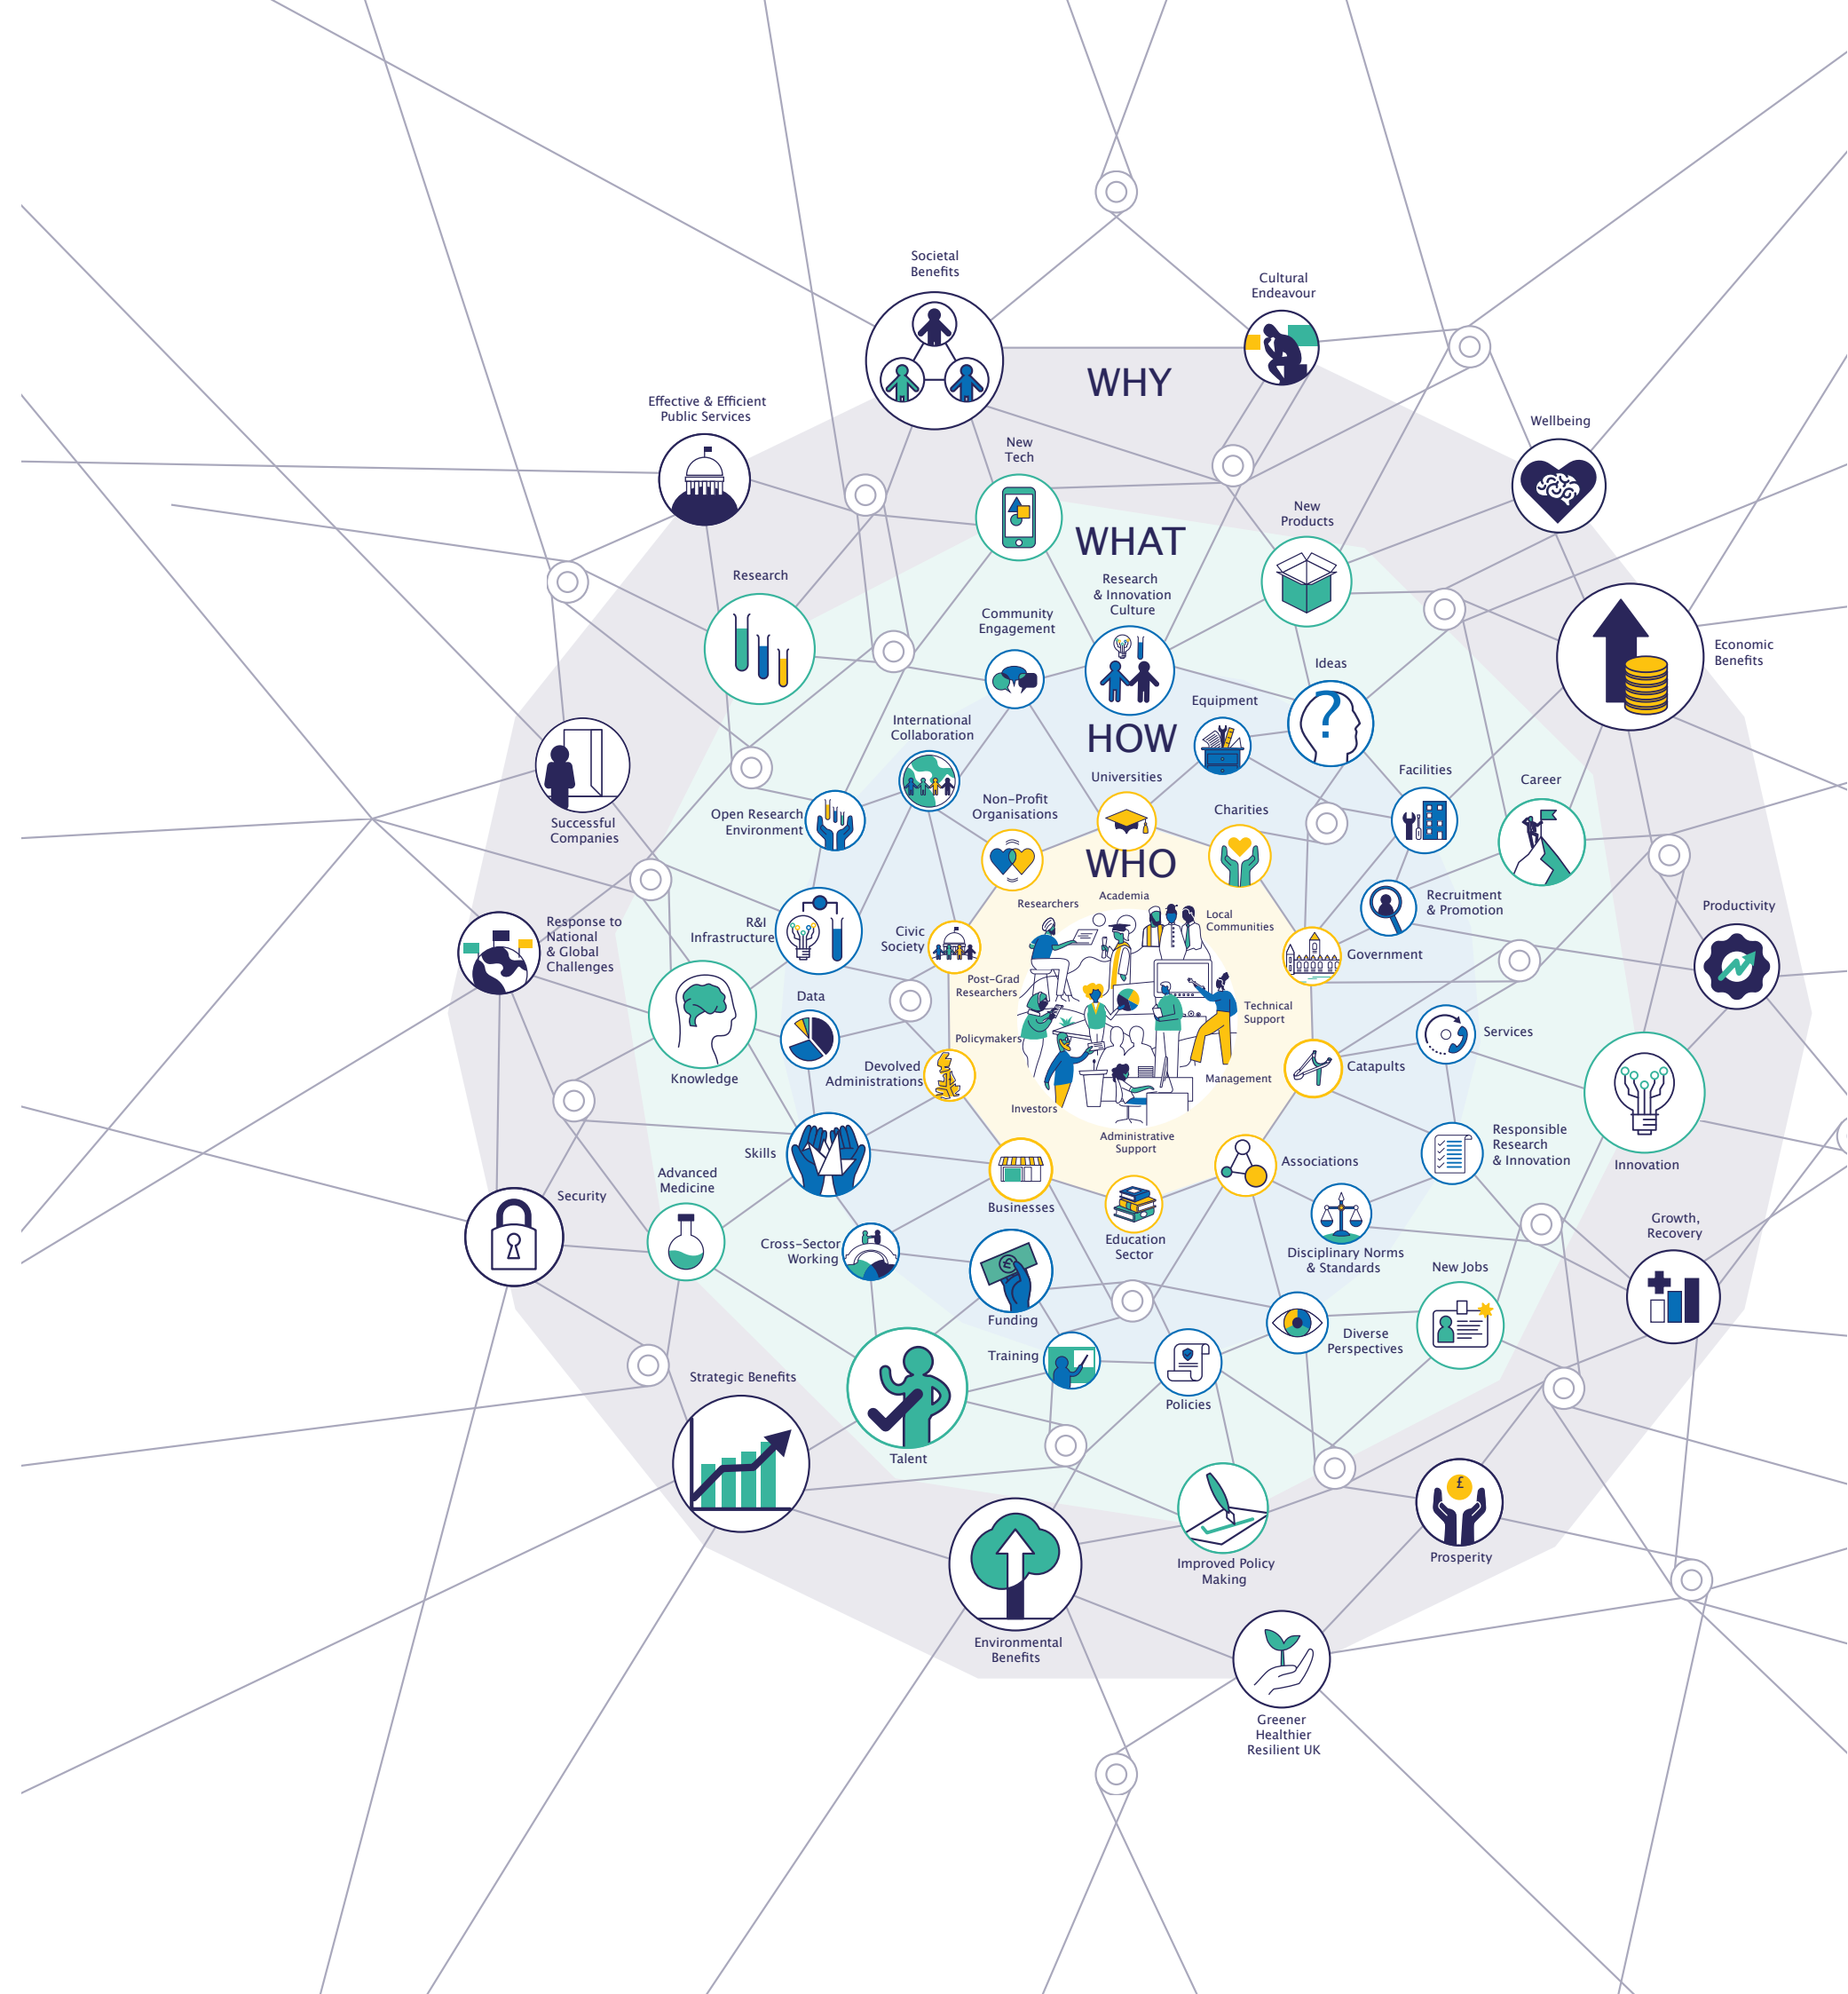 Societal
Benefits
Cultural
Endeavour
WHY
Effective & Efficient
Public Services
Wellbeing
New
Tech
New
Products
WHAT
Research
Research
& Innovation
Culture
Community
Engagement
Economic
Benefits
Ideas
Equipment
International
Collaboration
HOW
Universities
Facilities
Career
Non-Profit
Organisations
Charities
Open Research
Environment
Successful
Companies
WHO
Academia
Researchers
Local
Communities
Recruitment
& Promotion
Productivity
Response to
National
& Global
Challenges
R&I
Infrastructure
Civic
Society
Government
Post-Grad
Researchers
Data
Technical
Support
Services
Policymakers
Devolved
Administrations
Catapults
Knowledge
Management
Investors
Administrative
Support
Responsible
Research
& Innovation
Innovation
Skills
Associations
Advanced
Medicine
Security
Businesses
Education
Sector
Growth,
Recovery
Cross-Sector
Working
Disciplinary Norms
& Standards
New Jobs
£
Funding
Diverse
Perspectives
Training
Strategic Benefits
Policies
Talent
£
Prosperity
Improved Policy
Making
Environmental
Benefits
Greener
Healthier
Resilient UK